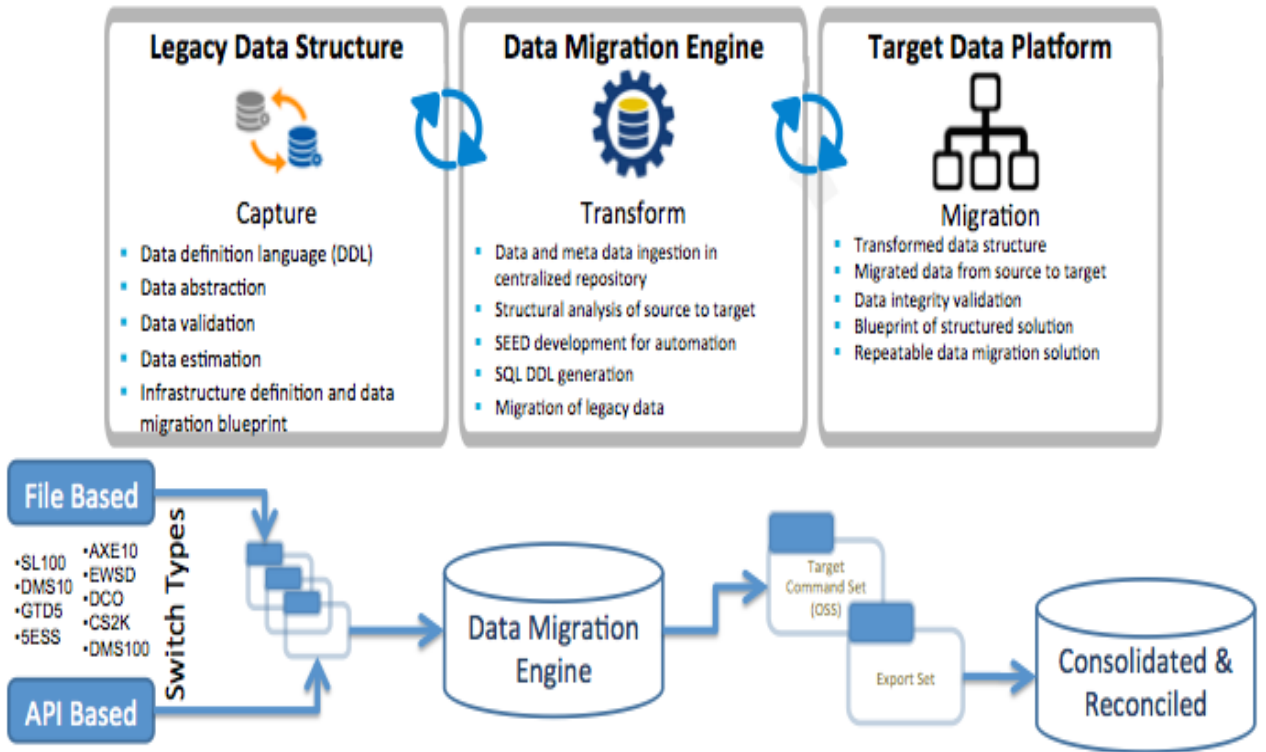 Legacy Data Structure
Capture
Data definition language (DDL)
Data abstraction
Data validation
Data estimation
Infrastructure definition and data
migration blueprint
Data Migration Engine
Transform
Data and meta data ingestion in
centralized repository
Structural analysis of source to target
SEED development for automation
SQL DDL generation
Migration of legacy data
Target Data Platform
Migration
Transformed data structure
Migrated data from source to target
Data integrity validation
Blueprint of structured solution
Repeatable data migration solution
File Based
•SL100
•DMS10
•GTD5
•5ESS
•AXE10
•EWSD
•DCO
•CS2K
•DMS100
API Based
Switch Types
Data Migration
Engine
Target
Command Set
(OSS)
Export Set
Consolidated &
Reconciled